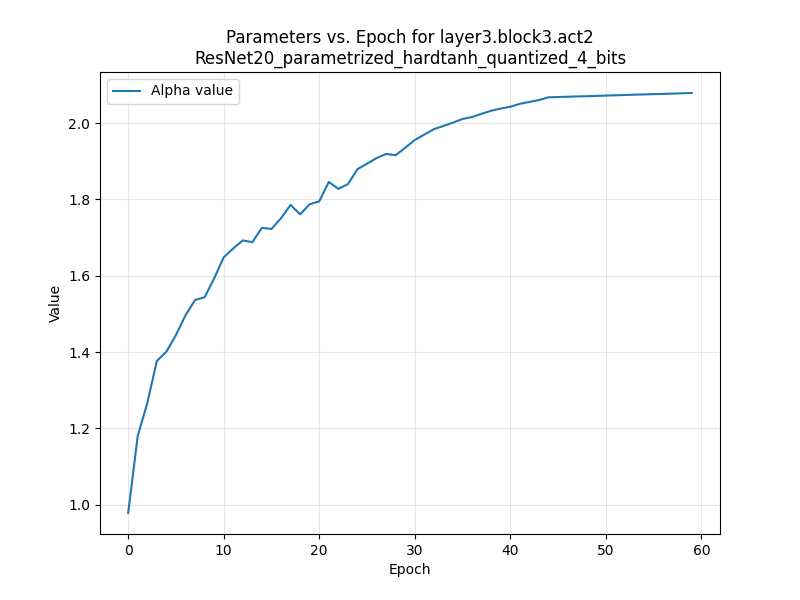 Parameters vs. Epoch for layer3.block3.act2
ResNet20_parametrized_hardtanh_quantized_4_bits
Alpha value
2.0
1.8
1.6
1.4
1.2
1.0
Value
0 10 20 30 40 50 60
Epoch